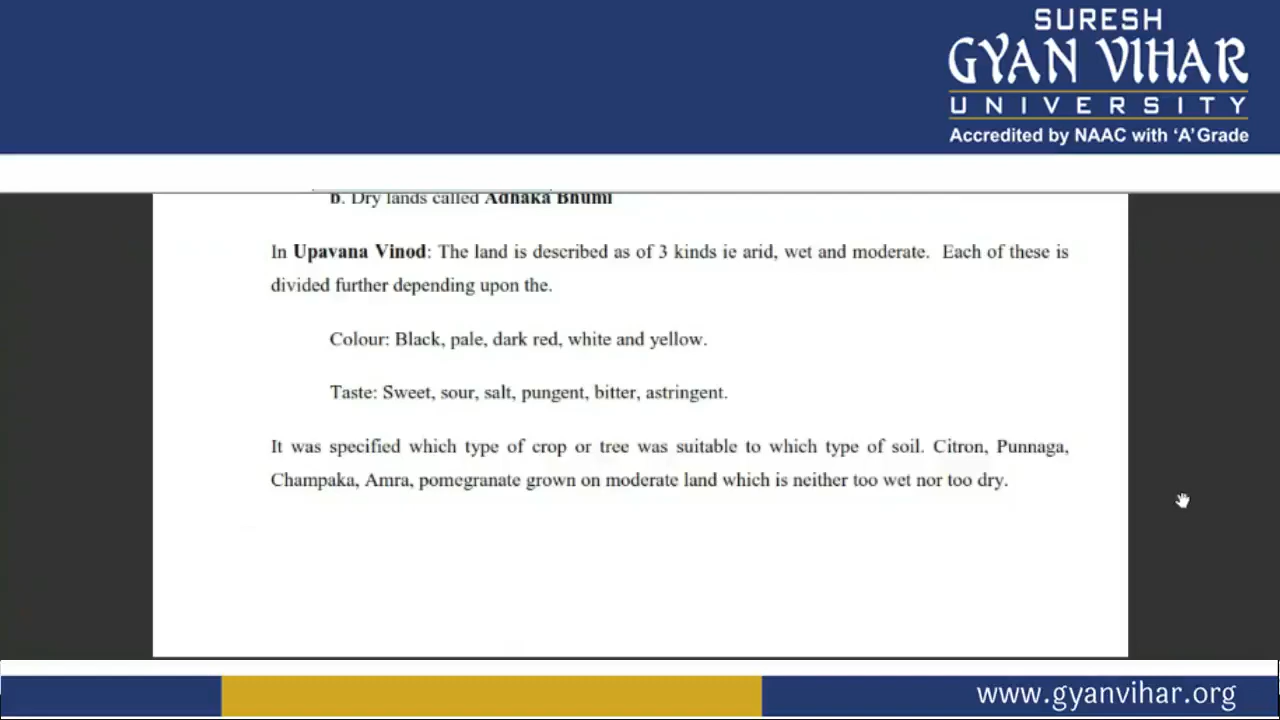 SURESH
GYAN VIHAR
UNIVERSITY
Accredited by NAAC with ‘A’ Grade
b. Dry lands called Adhaka Bhumi
In Upavana Vinod: The land is described as of 3 kinds ie arid, wet and moderate. Each of these is
divided further depending upon the.
Colour: Black, pale, dark red, white and yellow.
Taste: Sweet, sour, salt, pungent, bitter, astringent.
It was specified which type of crop or tree was suitable to which type of soil. Citron, Punnaga,
Champaka, Amra, pomegranate grown on moderate land which is neither too wet nor too dry.
www.gyanvihar.org